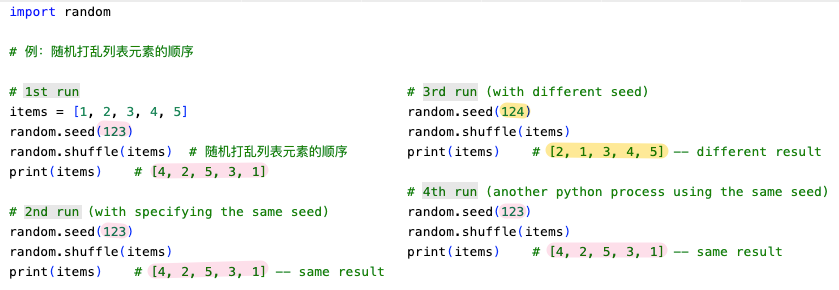 import random
# 例：随机打乱列表元素的顺序
# 1st run
items = [1, 2, 3, 4, 5]
random.seed(123)
random.shuffle(items)  # 随机打乱列表元素的顺序
print(items)    # [4, 2, 5, 3, 1]
# 2nd run (with specifying the same seed)
random.seed(123)
random.shuffle(items)
print(items)    # [4, 2, 5, 3, 1] -- same result
# 3rd run (with different seed)
random.seed(124)
random.shuffle(items)
print(items)    # [2, 1, 3, 4, 5] -- different result
# 4th run (another python process using the same seed)
random.seed(123)
random.shuffle(items)
print(items)    # [4, 2, 5, 3, 1] -- same result